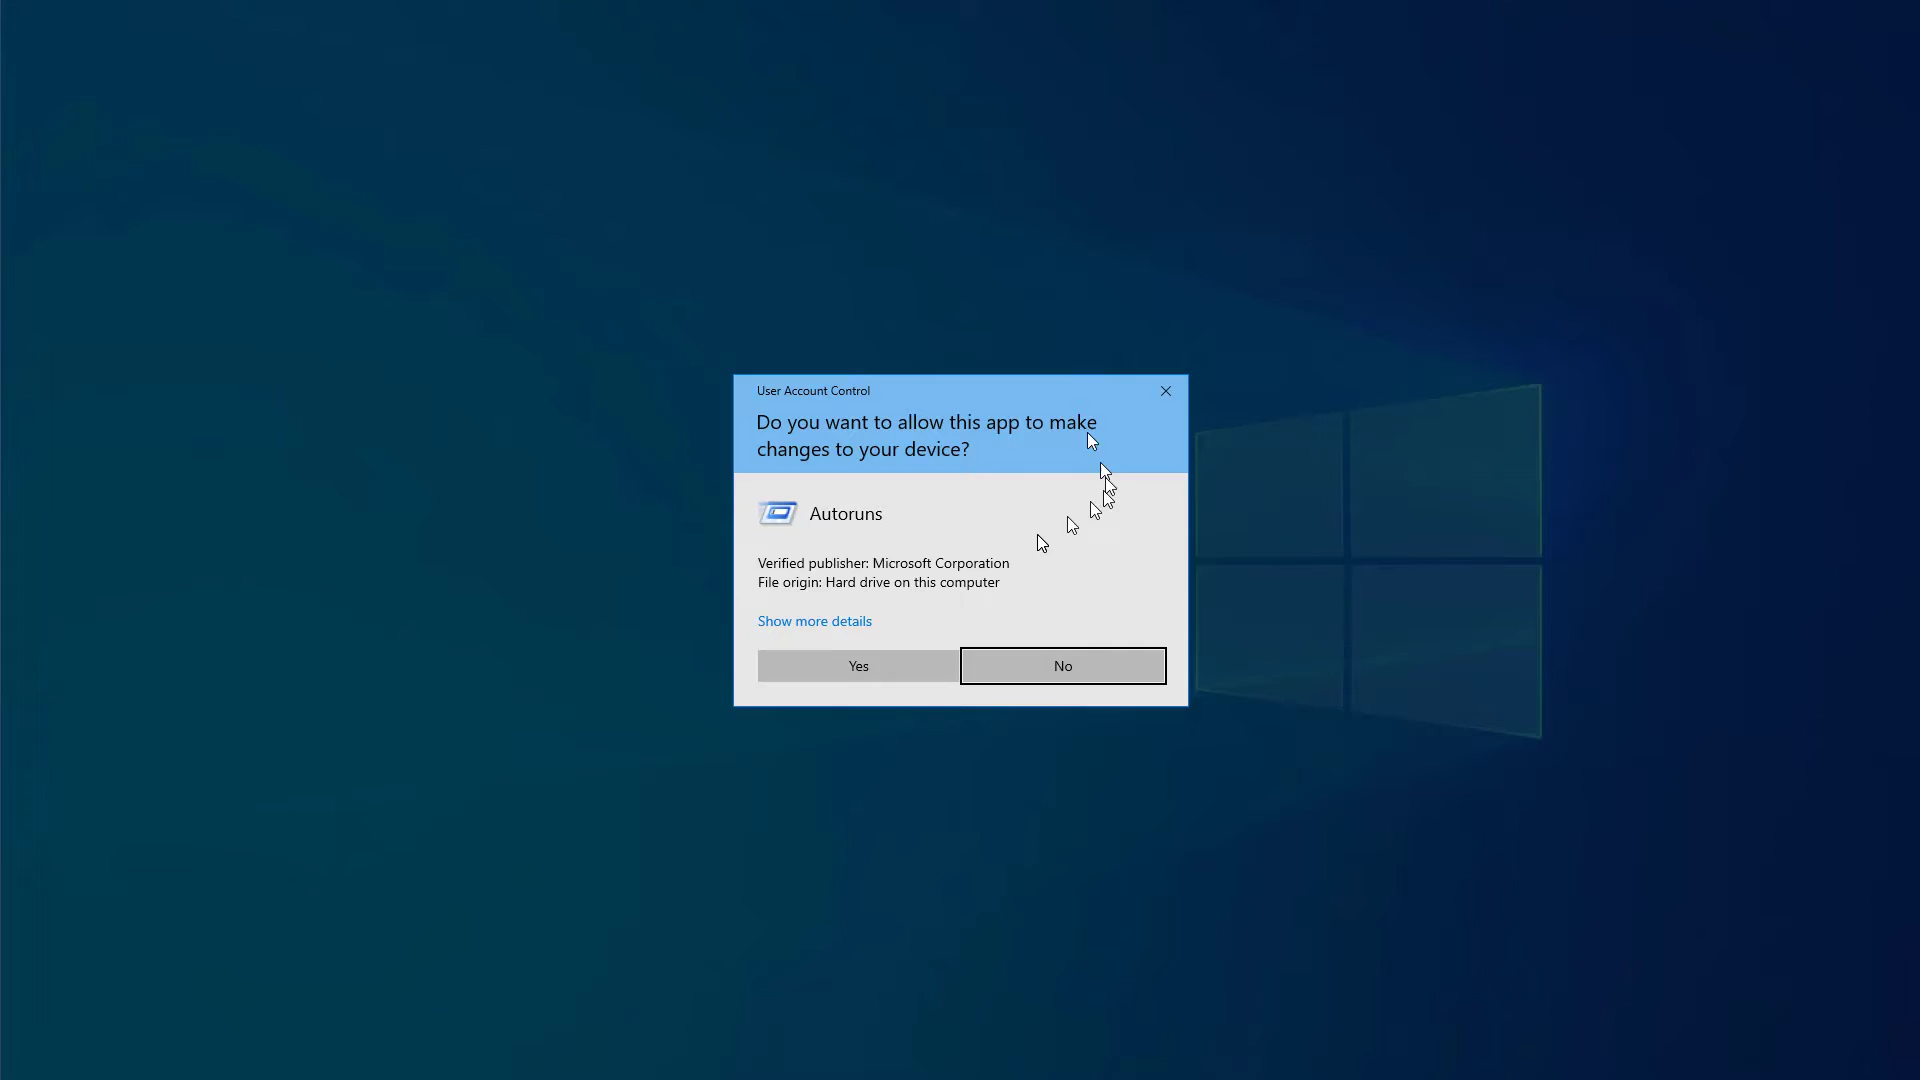 User Account Control
Do you want to allow this app to make
changes to your device?
Autoruns
Verified publisher: Microsoft Corporation
File origin: Hard drive on this computer
Show more details
Yes
No